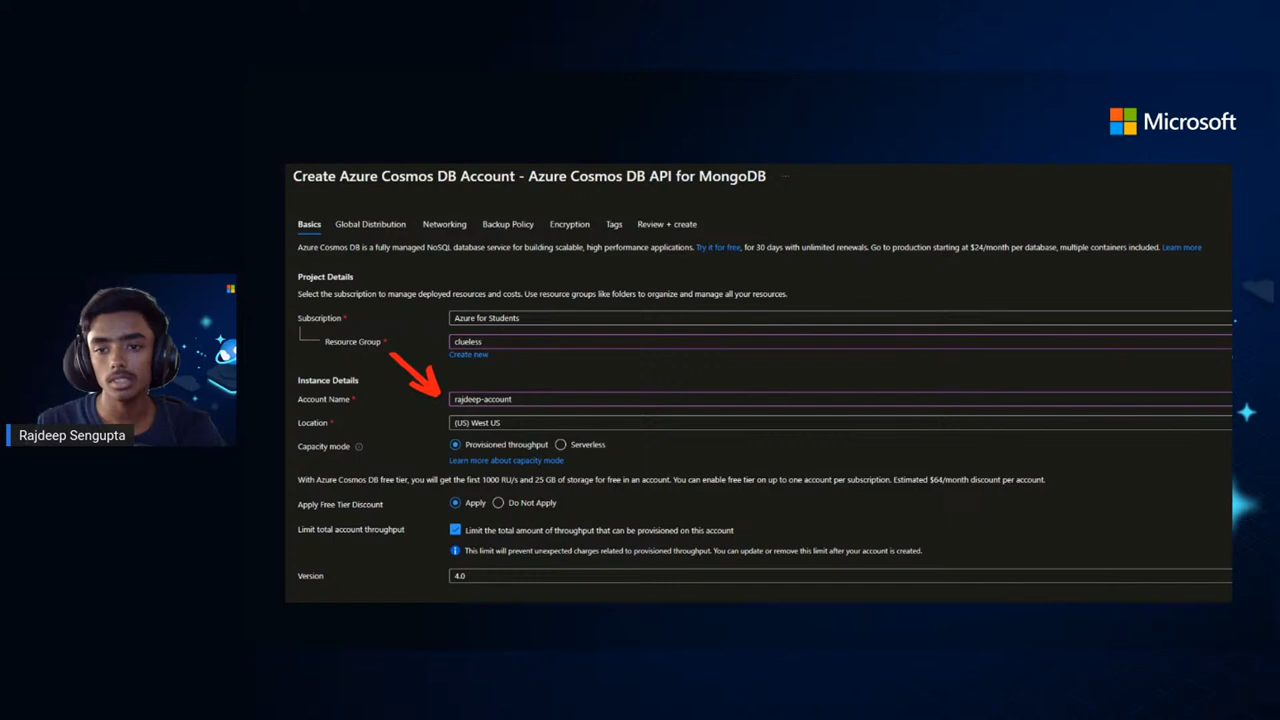 Microsoft
Create Azure Cosmos DB Account - Azure Cosmos DB API for MongoDB ...
Basics Global Distribution Networking Backup Policy Encryption Tags Review + create
Azure Cosmos DB is a fully managed NoSQL database service for building scalable, high performance applications. Try it for free, for 30 days with unlimited renewals. Go to production starting at $24/month per database, multiple containers included. Learn more
Project Details
Select the subscription to manage deployed resources and costs. Use resource groups like folders to organize and manage all your resources.
Subscription * Azure for Students
Resource Group * clueless
Create new
Instance Details
Account Name * rajdeep-account
Location * (US) West US
Capacity mode Provisioned throughput Serverless
Learn more about capacity mode
With Azure Cosmos DB free tier, you will get the first 1000 RU/s and 25 GB of storage for free in an account. You can enable free tier on up to one account per subscription. Estimated $64/month discount per account.
Apply Free Tier Discount Apply Do Not Apply
Limit total account throughput Limit the total amount of throughput that can be provisioned on this account
This limit will prevent unexpected charges related to provisioned throughput. You can update or remove this limit after your account is created.
Version 4.0
Rajdeep Sengupta